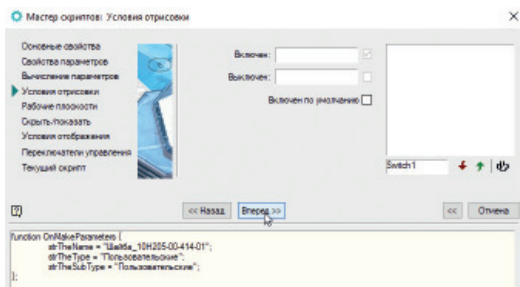 Мастер скриптов: Условия отрисовки
Основные свойства
Свойства параметров
Вычисление параметров
Условия отрисовки
Рабочие плоскости
Скрыть/показать
Условия отображения
Переключатели управления
Текущий скрипт
Включен:
Выключен:
Включен по умолчанию
Switch1
<< Назад
Вперед >>
<<
Отмена
function OnMakeParameters {
strTheName = "Шайба_10Н205-00-414-01";
strTheType = "Пользовательские";
strTheSubType = "Пользовательские";
};